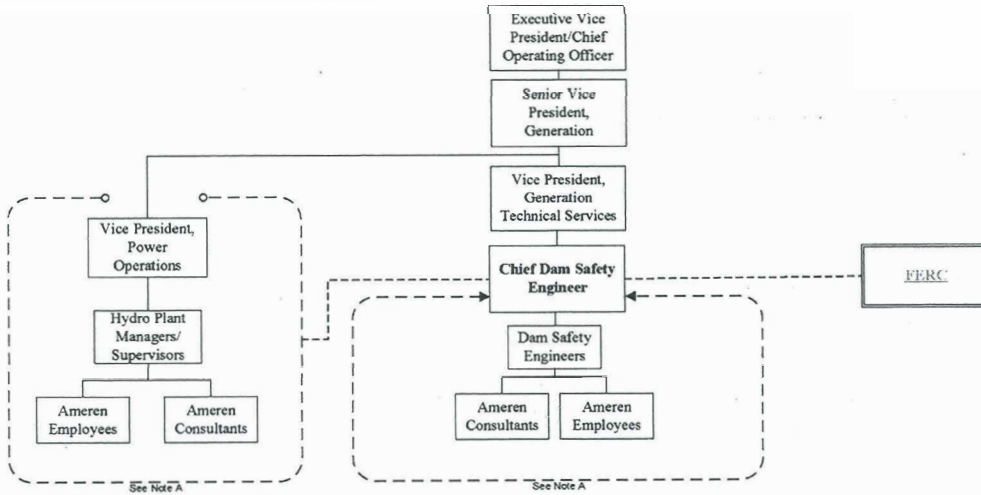 Executive Vice
President/Chief
Operating Officer
Senior Vice
President,
Generation
Vice President,
Generation
Technical Services
Vice President,
Power
Operations
Chief Dam Safety
Engineer
FERC
Hydro Plant
Managers/
Supervisors
Dam Safety
Engineers
Ameren
Employees
Ameren
Consultants
Ameren
Consultants
Ameren
Employees
See Note A
See Note A